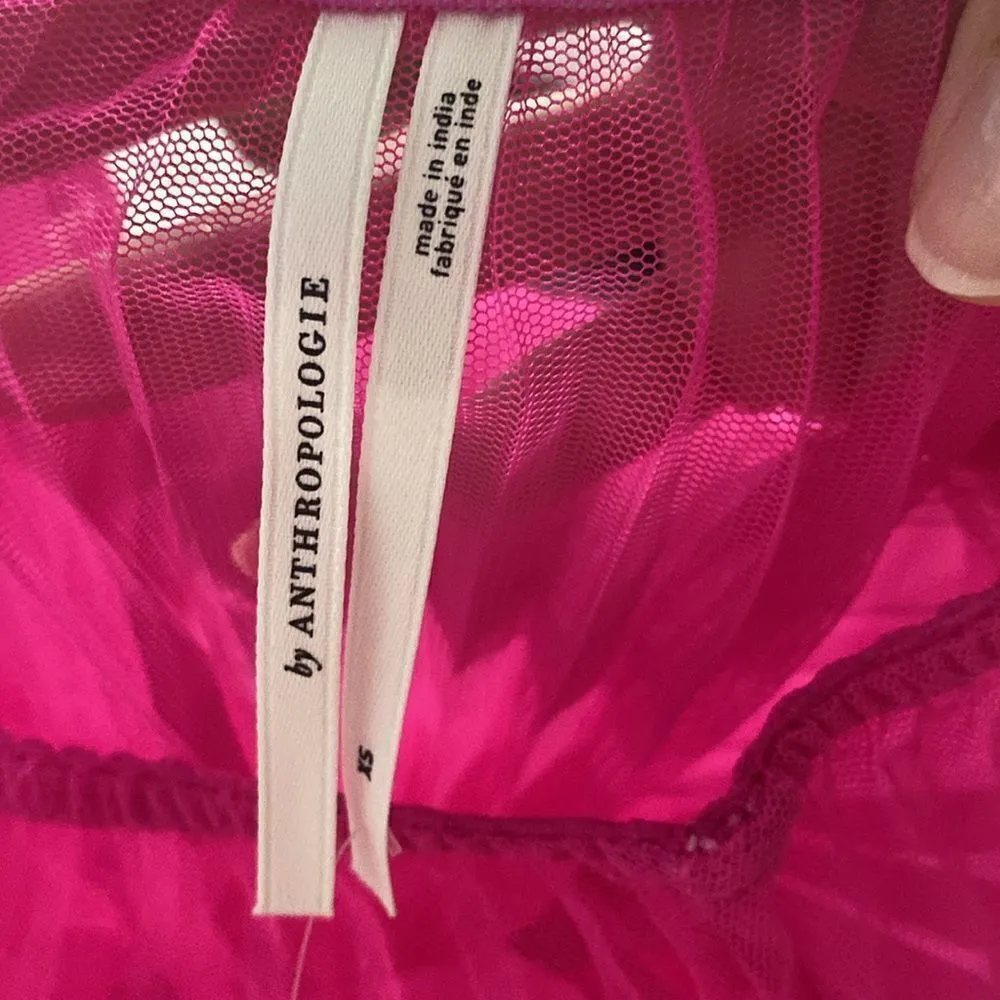 by ANTHROPOLOGIE
made in india
fabriqué en inde
xs